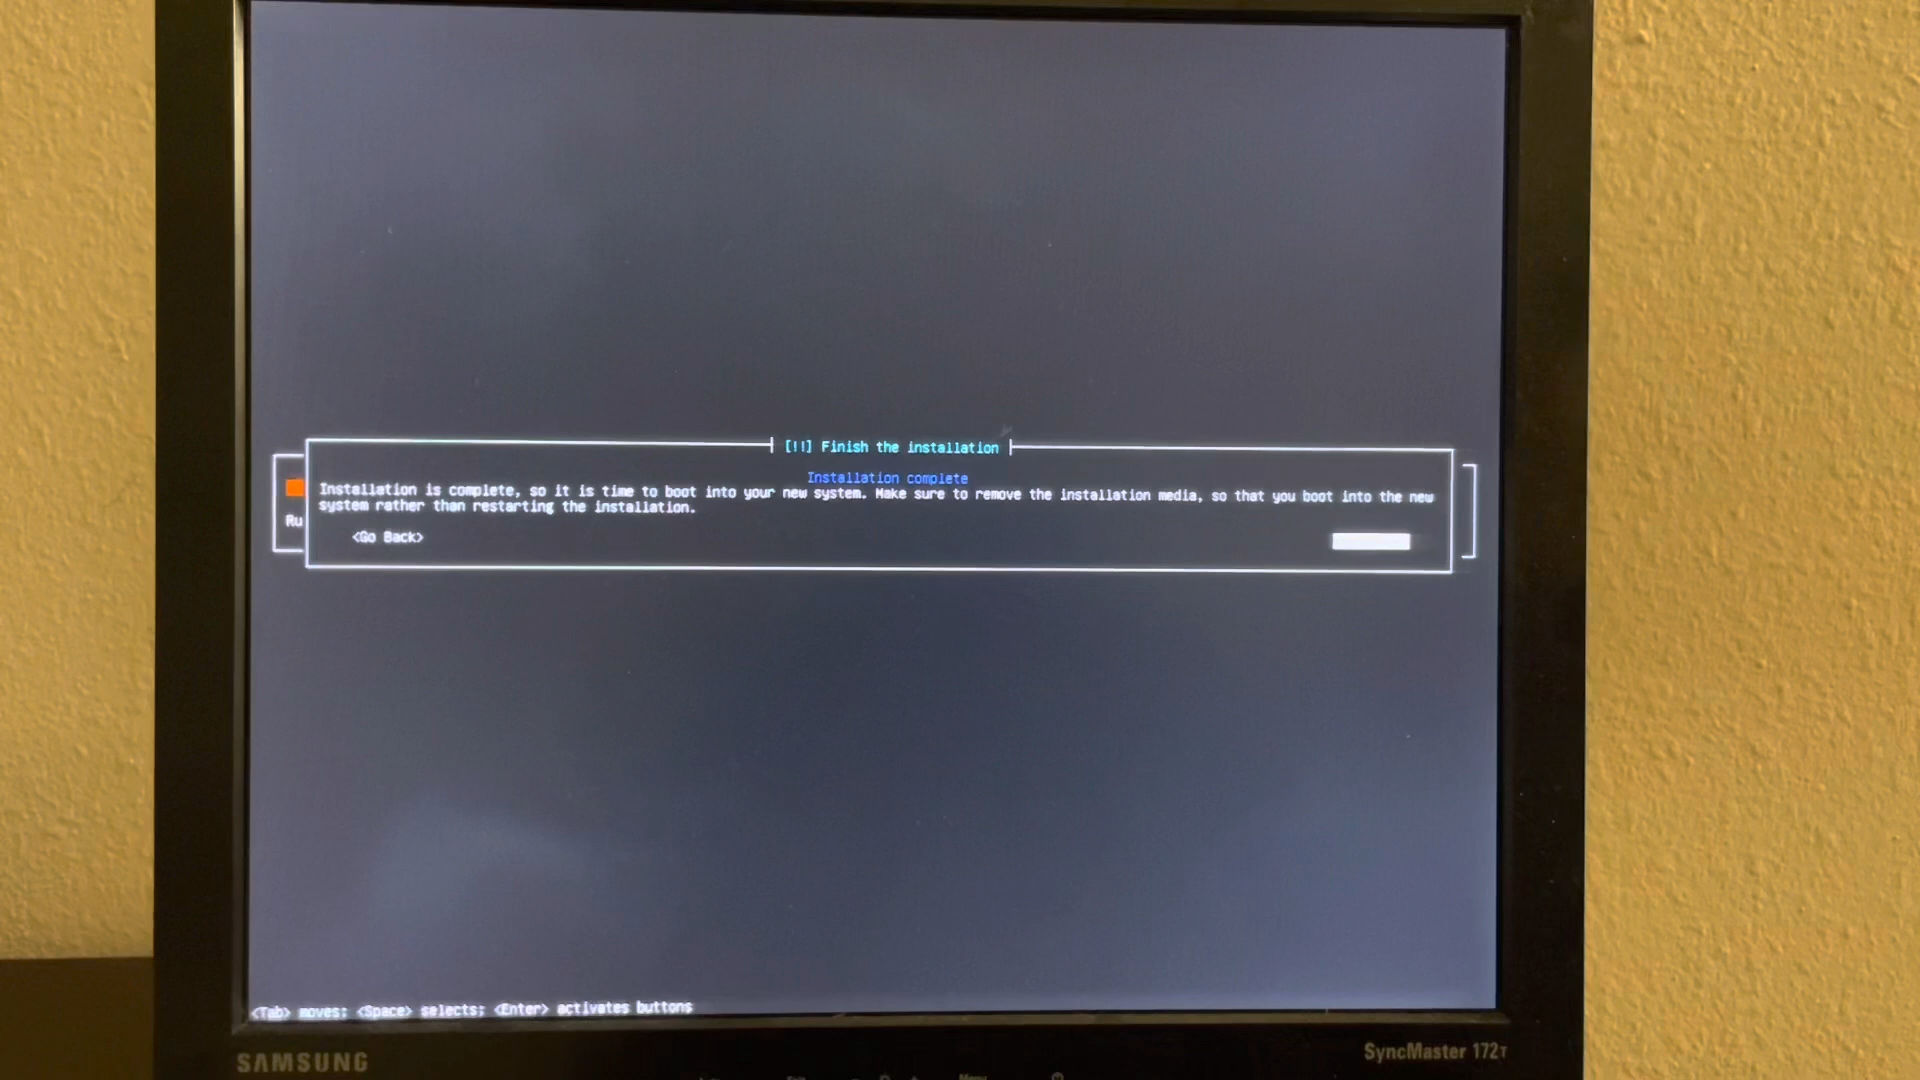 [!!] Finish the installation
Installation complete
Installation is complete, so it is time to boot into your new system. Make sure to remove the installation media, so that you boot into the new
system rather than restarting the installation.
Ru
<Go Back>
<Tab> moves; <Space> selects; <Enter> activates buttons
SAMSUNG
SyncMaster 172T